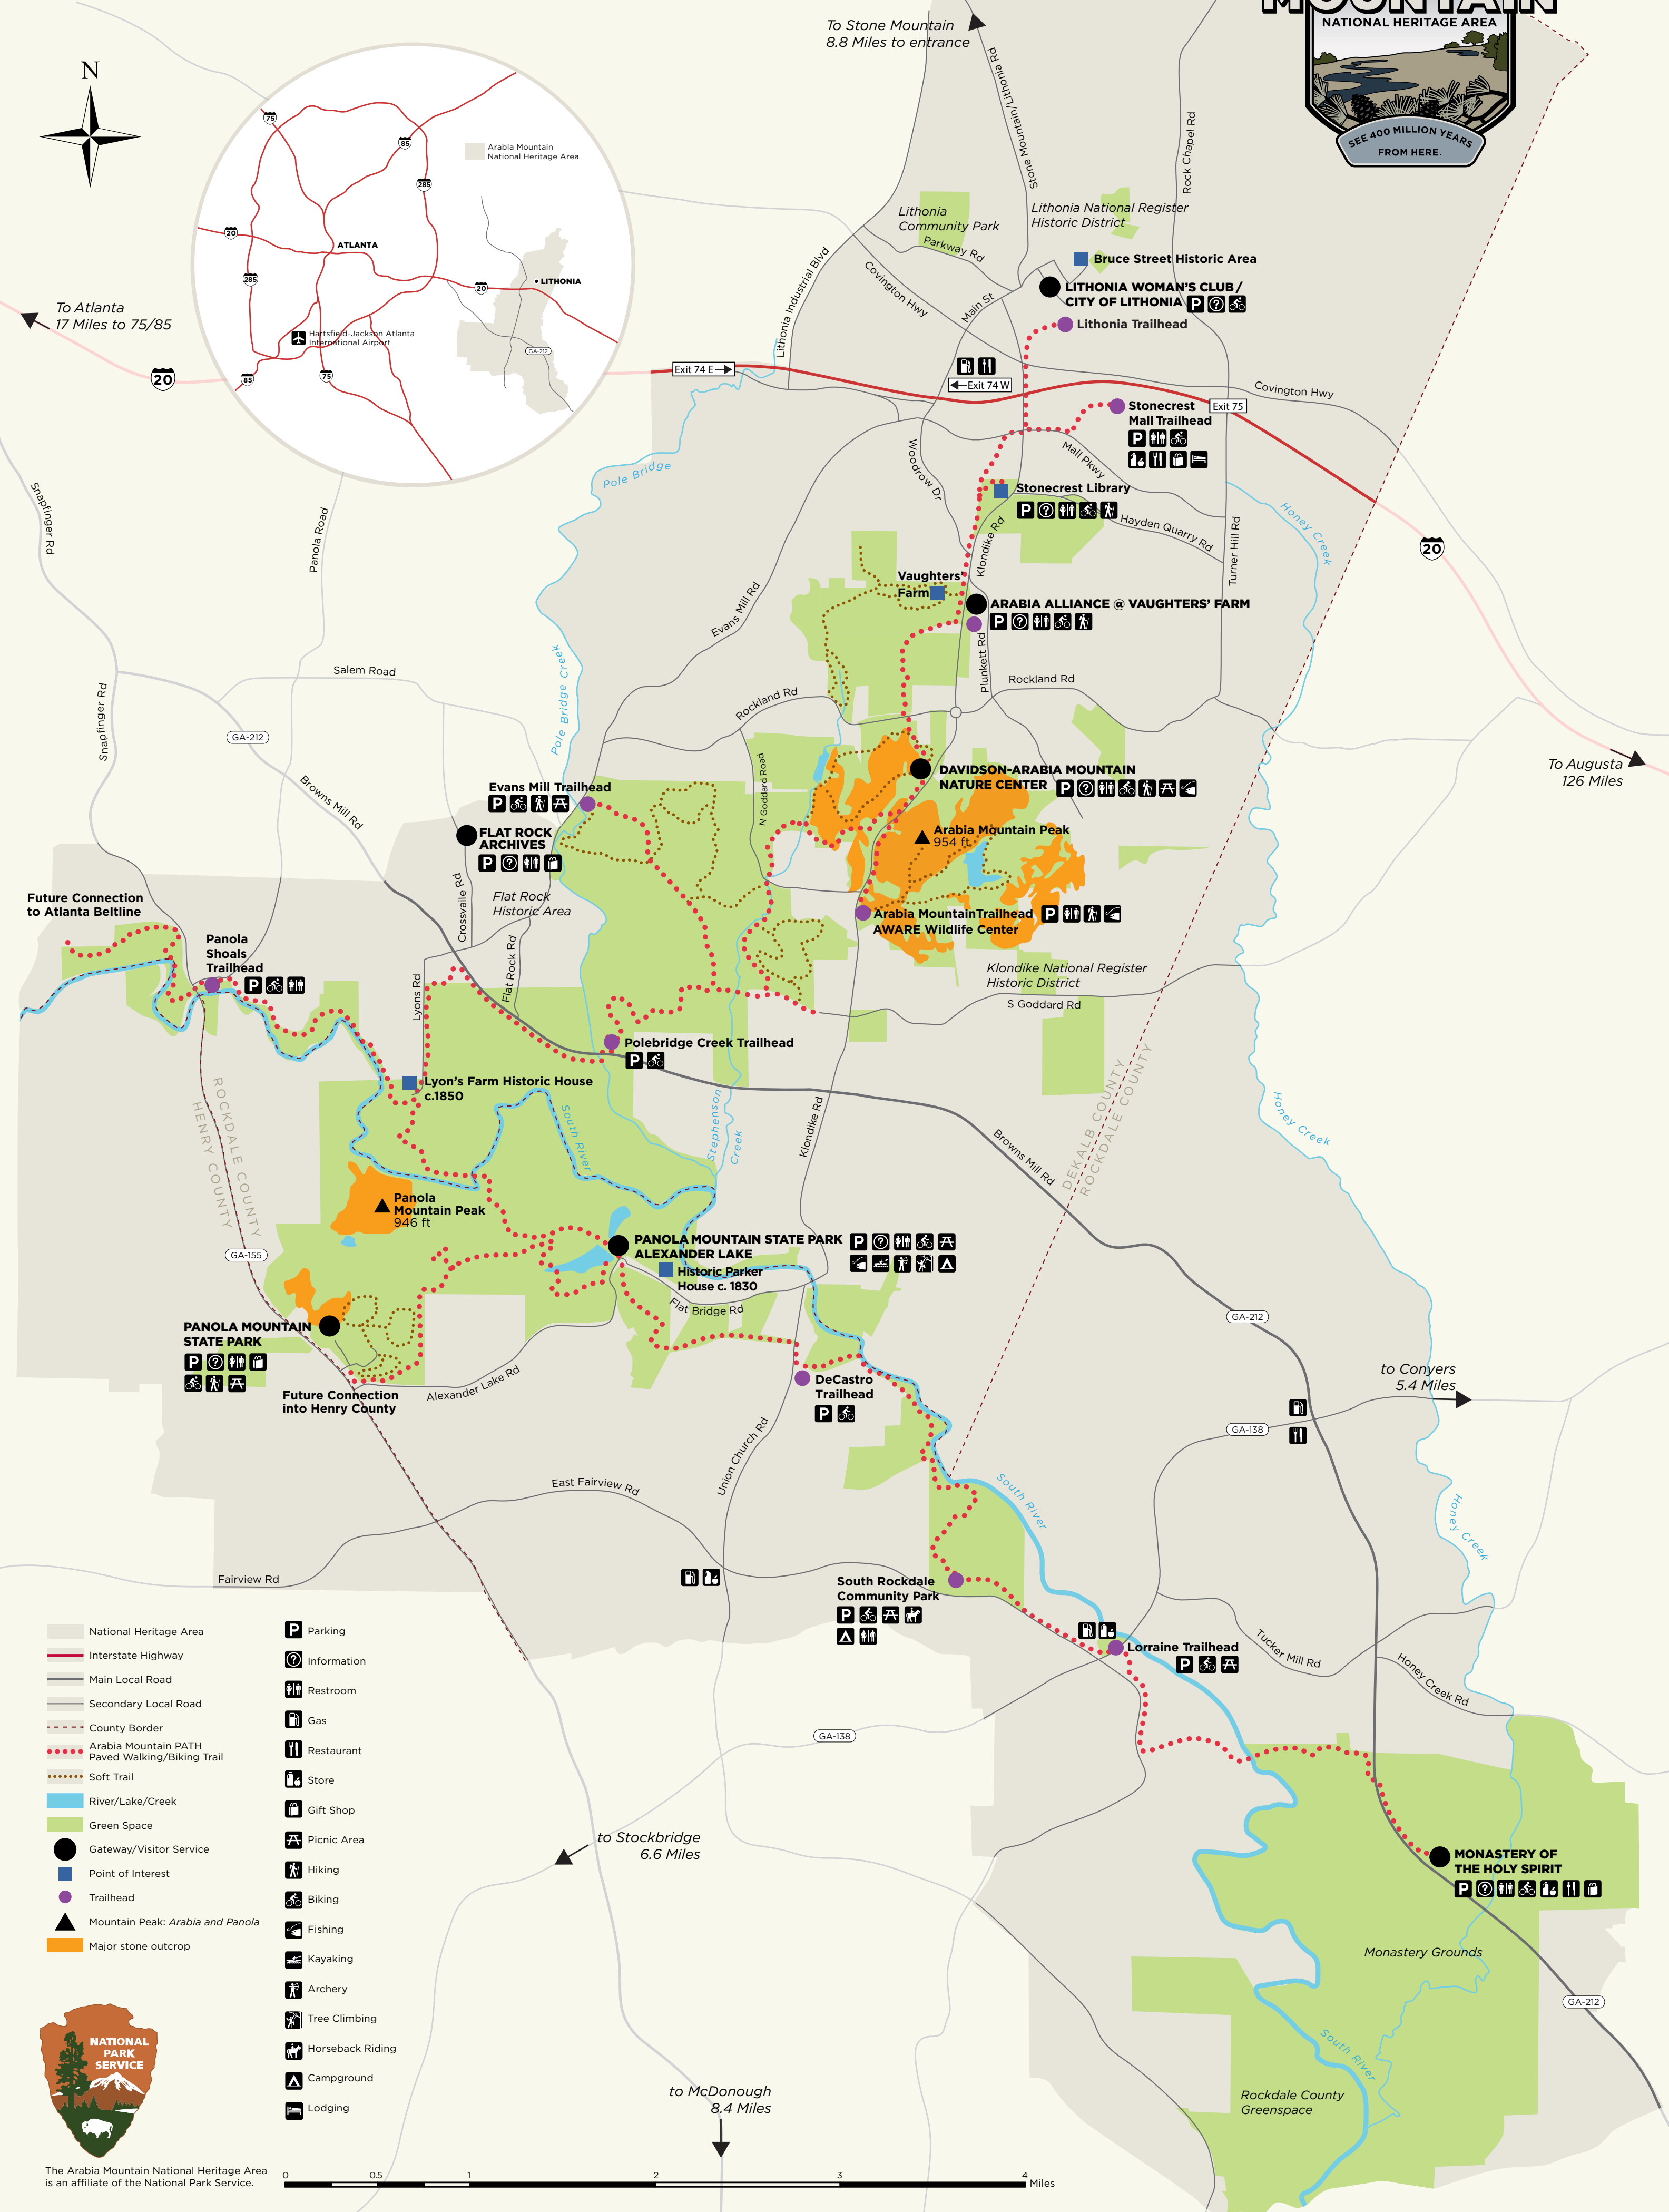 MOUNTAIN
NATIONAL HERITAGE AREA
SEE 400 MILLION YEARS
FROM HERE.
To Stone Mountain
8.8 Miles to entrance
N
75
85
285
20
ATLANTA
285
20
85
75
Hartsfield-Jackson Atlanta
International Airport
Arabia Mountain
National Heritage Area
LITHONIA
GA-212
To Atlanta
17 Miles to 75/85
20
Stone Mountain/Lithonia Rd
Rock Chapel Rd
Lithonia
Community Park
Lithonia National Register
Historic District
Parkway Rd
Bruce Street Historic Area
LITHONIA WOMAN'S CLUB /
CITY OF LITHONIA
Lithonia Trailhead
Lithonia Industrial Blvd
Covington Hwy
Main St
Exit 74 E
Exit 74 W
Exit 75
Covington Hwy
Stonecrest
Mall Trailhead
Mall Pkwy
Woodrow Dr
Pole Bridge
Stonecrest Library
Hayden Quarry Rd
Klondike Rd
Turner Hill Rd
Honey Creek
20
Snapfinger Rd
Panola Road
Vaughters'
Farm
ARABIA ALLIANCE @ VAUGHTERS' FARM
Evans Mill Rd
Plunkett Rd
Rockland Rd
Rockland Rd
Salem Road
Snapfinger Rd
GA-212
Pole Bridge Creek
Browns Mill Rd
N Goddard Road
To Augusta
126 Miles
DAVIDSON-ARABIA MOUNTAIN
NATURE CENTER
Evans Mill Trailhead
FLAT ROCK
ARCHIVES
Arabia Mountain Peak
954 ft
Flat Rock
Historic Area
Crossvale Rd
Arabia MountainTrailhead
AWARE Wildlife Center
Future Connection
to Atlanta Beltline
Panola
Shoals
Trailhead
Lyons Rd
Flat Rock Rd
Klondike National Register
Historic District
S Goddard Rd
Polebridge Creek Trailhead
Lyon's Farm Historic House
c.1850
South River
Stephenson
Creek
Klondike Rd
Browns Mill Rd
DEKALB COUNTY
ROCKDALE COUNTY
Honey Creek
ROCKDALE COUNTY
HENRY COUNTY
Panola
Mountain Peak
946 ft
GA-155
PANOLA MOUNTAIN STATE PARK
ALEXANDER LAKE
Historic Parker
House c. 1830
Flat Bridge Rd
PANOLA MOUNTAIN
STATE PARK
Future Connection
into Henry County
Alexander Lake Rd
DeCastro
Trailhead
GA-212
to Conyers
5.4 Miles
GA-138
Union Church Rd
East Fairview Rd
South River
Honey Creek
Fairview Rd
South Rockdale
Community Park
Lorraine Trailhead
Tucker Mill Rd
Honey Creek Rd
GA-138
to Stockbridge
6.6 Miles
MONASTERY OF
THE HOLY SPIRIT
Monastery Grounds
GA-212
South River
Rockdale County
Greenspace
to McDonough
8.4 Miles
National Heritage Area
Interstate Highway
Main Local Road
Secondary Local Road
County Border
Arabia Mountain PATH
Paved Walking/Biking Trail
Soft Trail
River/Lake/Creek
Green Space
Gateway/Visitor Service
Point of Interest
Trailhead
Mountain Peak: Arabia and Panola
Major stone outcrop
P Parking
? Information
Restroom
Gas
Restaurant
Store
Gift Shop
Picnic Area
Hiking
Biking
Fishing
Kayaking
Archery
Tree Climbing
Horseback Riding
Campground
Lodging
NATIONAL
PARK
SERVICE
The Arabia Mountain National Heritage Area
is an affiliate of the National Park Service.
0 0.5 1 2 3 4 Miles